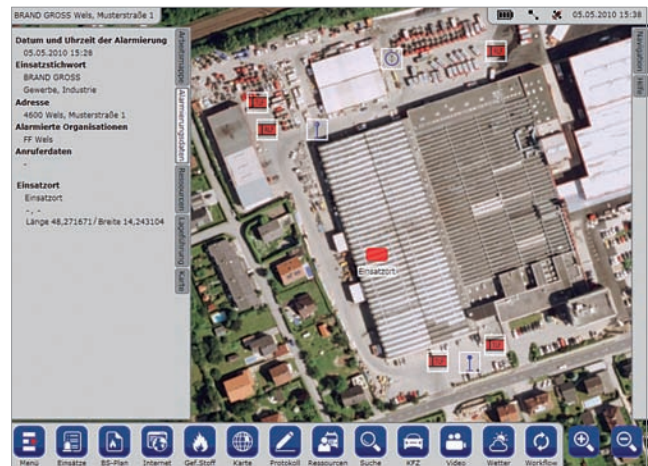 BRAND GROSS Wels, Musterstraße 1
05.05.2010 15:38
Datum und Uhrzeit der Alarmierung
05.05.2010 15:28
Einsatzstichwort
BRAND GROSS
Gewerbe, Industrie
Adresse
4600 Wels, Musterstraße 1
Alarmierte Organisationen
FF Wels
Anruferdaten
-
Einsatzort
Einsatzort
-, -
Länge 48,271671/ Breite 14,243104
Arbeitsmappe
Alarmierungsdaten
Ressourcen
Lageführung
Karte
Navigation
Hilfe
Einsatzort
Menü
Einsätze
BS-Plan
Internet
Gef.Stoff
Karte
Protokoll
Ressourcen
Suche
KFZ
Video
Wetter
Workflow